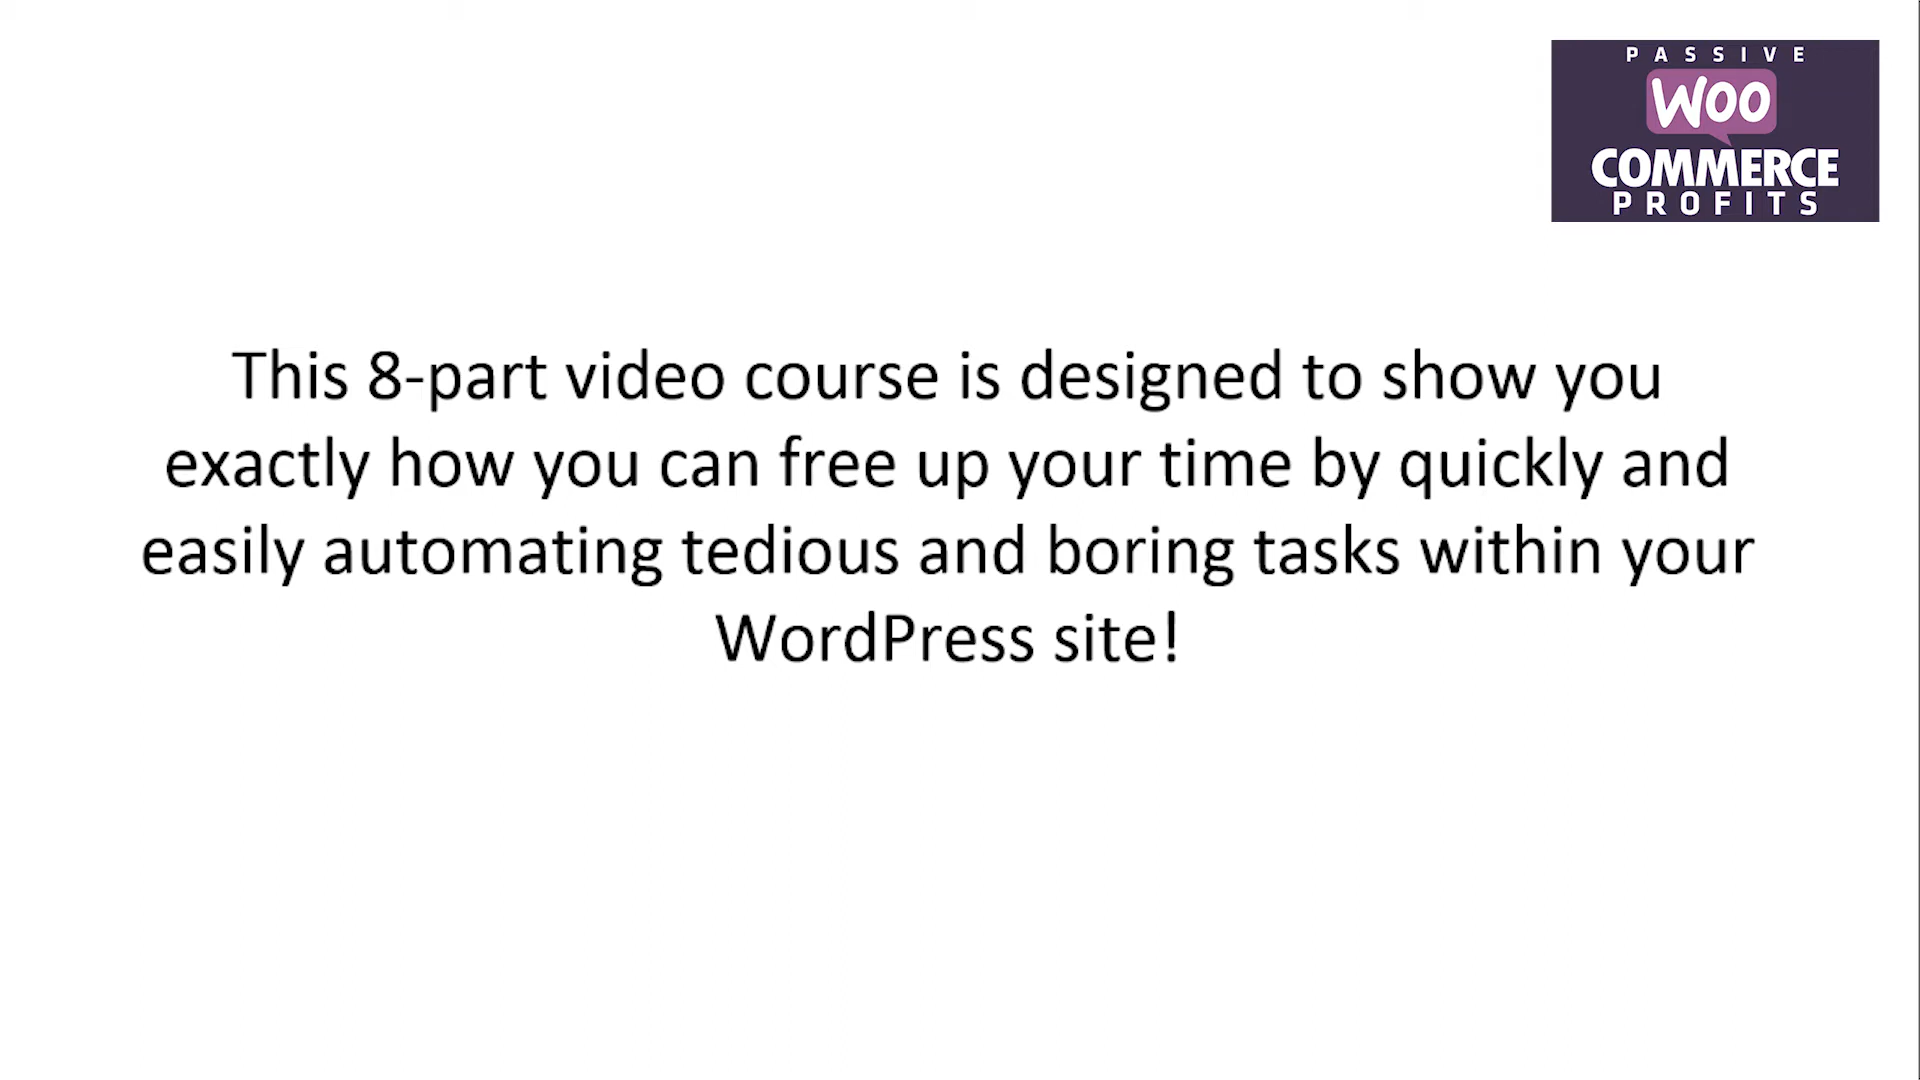 PASSIVE
WOO
COMMERCE
PROFITS
This 8-part video course is designed to show you
exactly how you can free up your time by quickly and
easily automating tedious and boring tasks within your
WordPress site!